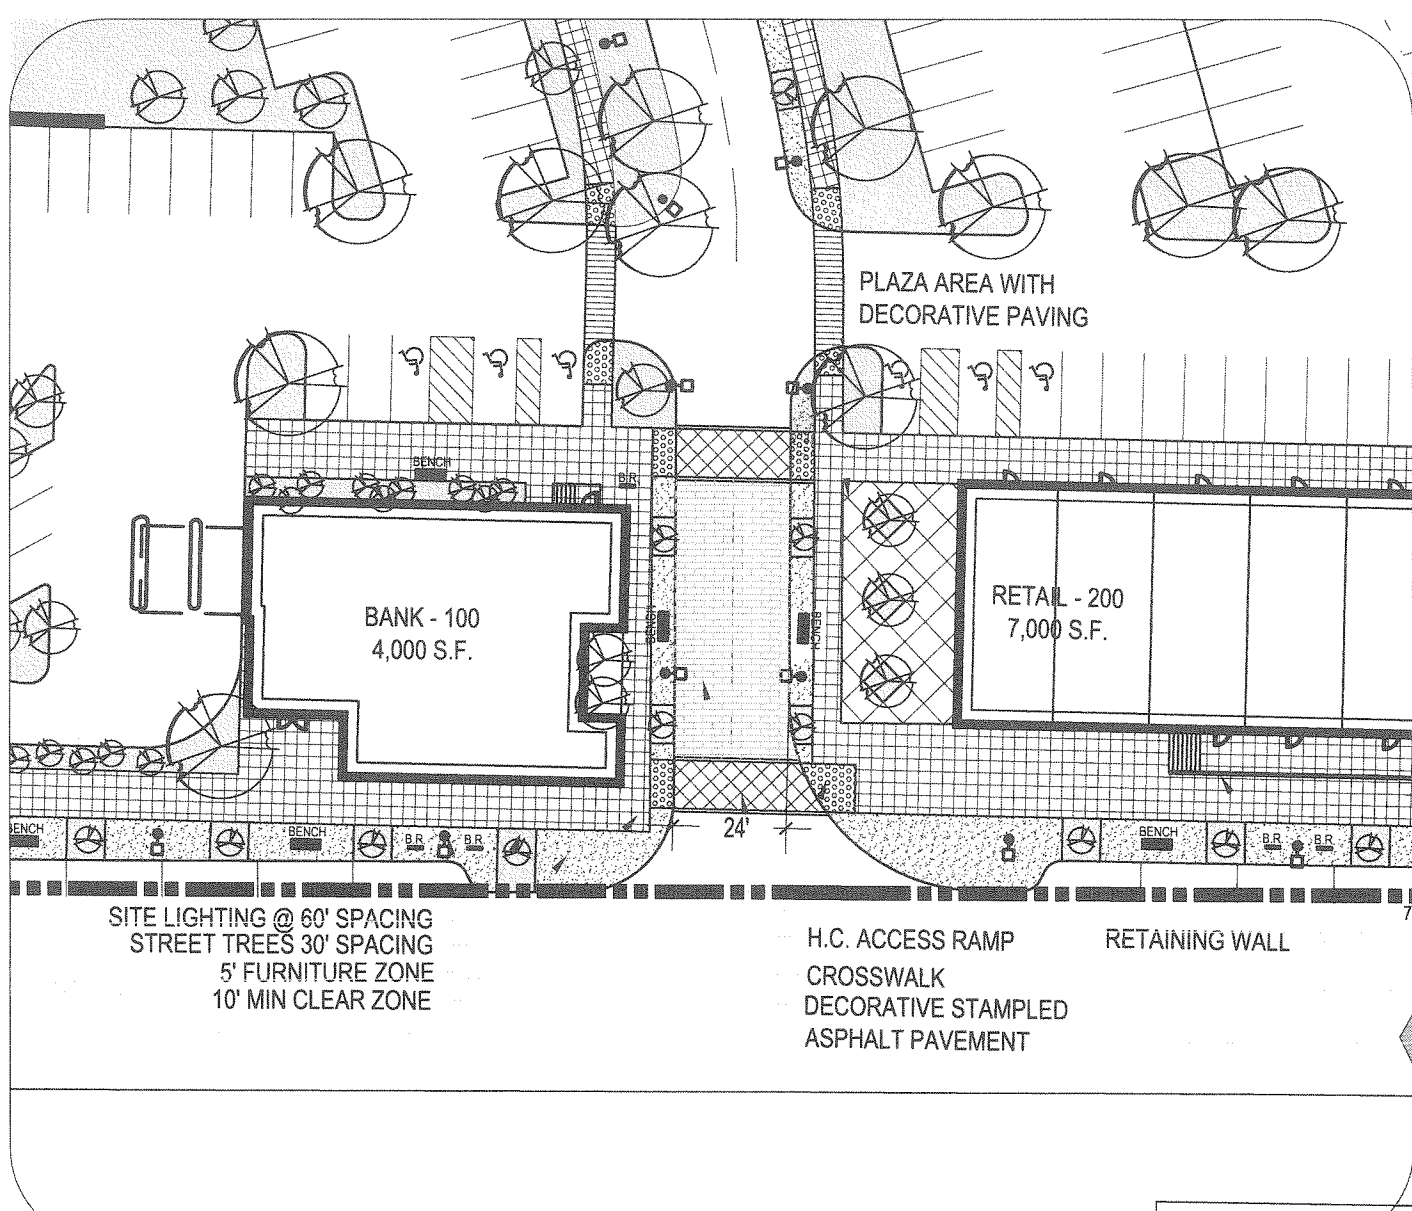 PLAZA AREA WITH
DECORATIVE PAVING
BENCH
B.R.
BANK - 100
4,000 S.F.
BENCH
BENCH
RETAIL - 200
7,000 S.F.
24'
BENCH
B.R.
B.R.
BENCH
BENCH
B.R.
B.R.
7
SITE LIGHTING @ 60' SPACING
STREET TREES 30' SPACING
5' FURNITURE ZONE
10' MIN CLEAR ZONE
H.C. ACCESS RAMP
CROSSWALK
DECORATIVE STAMPED
ASPHALT PAVEMENT
RETAINING WALL